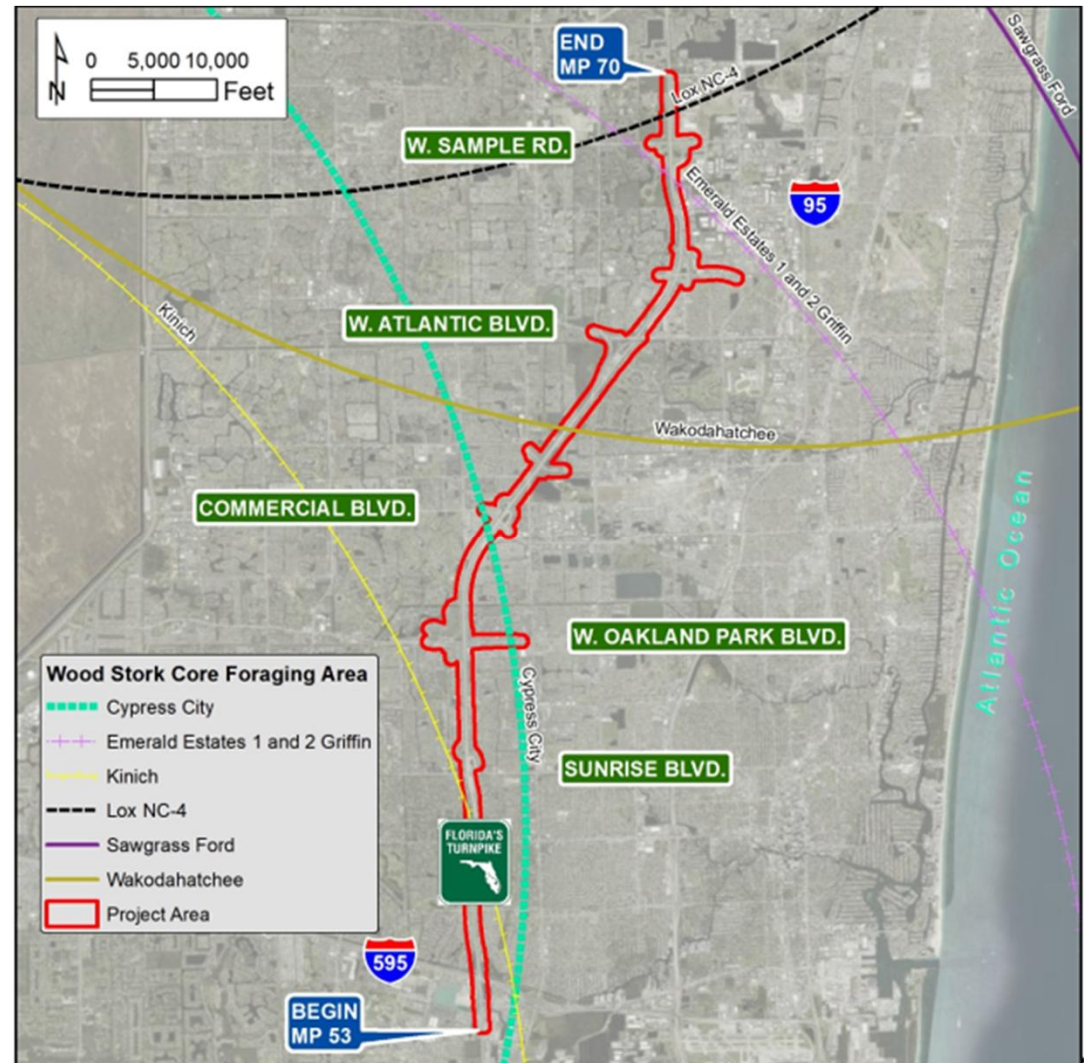 END
MP 70
0 5,000 10,000
Feet
N
Sawgrass Ford
Lox NC-4
W. SAMPLE RD.
95
Emerald Estates 1 and 2 Griffin
Kinich
W. ATLANTIC BLVD.
Wakodahatchee
COMMERCIAL BLVD.
Atlantic Ocean
W. OAKLAND PARK BLVD.
Cypress City
SUNRISE BLVD.
Wood Stork Core Foraging Area
Cypress City
Emerald Estates 1 and 2 Griffin
Kinich
Lox NC-4
Sawgrass Ford
Wakodahatchee
Project Area
FLORIDA'S
TURNPIKE
595
BEGIN
MP 53